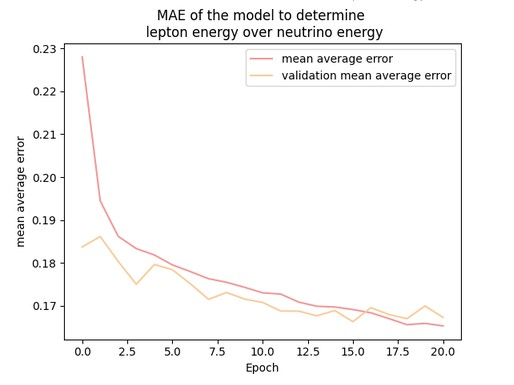 MAE of the model to determine
lepton energy over neutrino energy
mean average error
validation mean average error
mean average error
0.23
0.22
0.21
0.20
0.19
0.18
0.17
0.0 2.5 5.0 7.5 10.0 12.5 15.0 17.5 20.0
Epoch